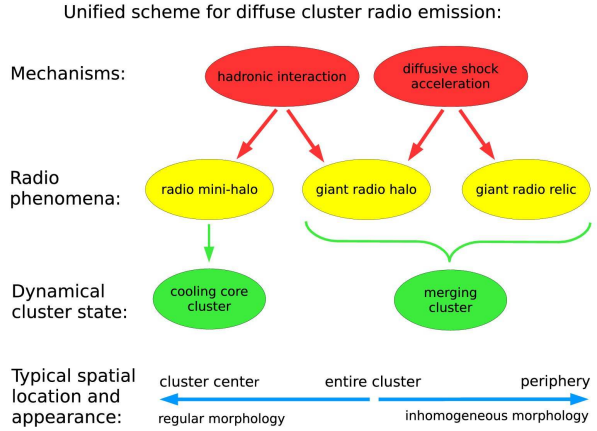 Unified scheme for diffuse cluster radio emission:
Mechanisms:
hadronic interaction
diffusive shock
acceleration
Radio
phenomena:
radio mini-halo
giant radio halo
giant radio relic
Dynamical
cluster state:
cooling core
cluster
merging
cluster
Typical spatial
location and
appearance:
cluster center
entire cluster
periphery
regular morphology
inhomogeneous morphology